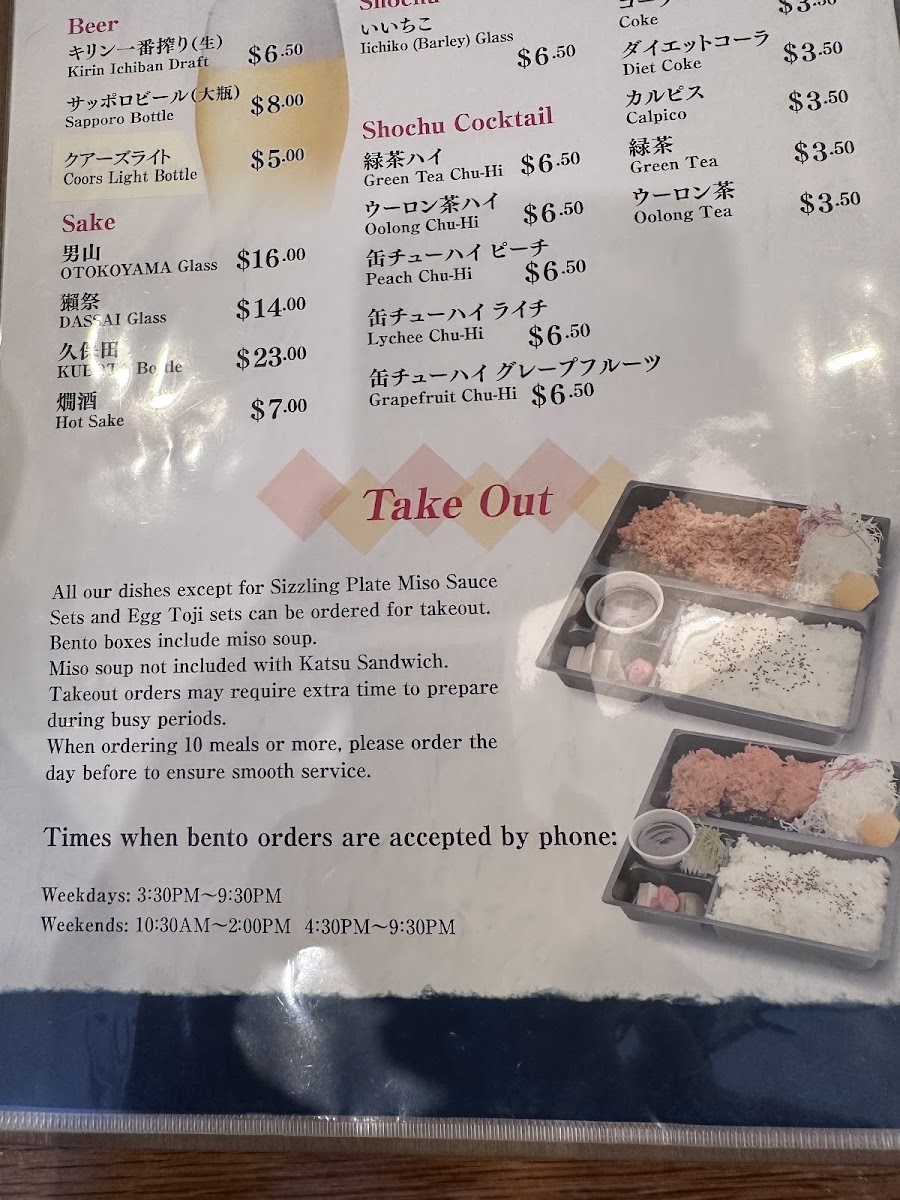 Beer
キリン一番搾り(生)
Kirin Ichiban Draft $6.50
サッポロビール(大瓶)
Sapporo Bottle $8.00
クアーズライト
Coors Light Bottle $5.00
Sake
男山
OTOKOYAMA Glass $16.00
獺祭
DASSAI Glass $14.00
久保田
Bottle $23.00
燗酒
Hot Sake $7.00
Shochu
いいちこ
Iichiko (Barley) Glass
$6.50
Shochu Cocktail
緑茶ハイ
Green Tea Chu-Hi $6.50
ウーロン茶ハイ
Oolong Chu-Hi $6.50
缶チューハイ ピーチ
Peach Chu-Hi $6.50
缶チューハイ ライチ
Lychee Chu-Hi $6.50
缶チューハイ グレープフルーツ
Grapefruit Chu-Hi $6.50
Coke $3.50
ダイエットコーラ
Diet Coke $3.50
カルピス
Calpico $3.50
緑茶
Green Tea $3.50
ウーロン茶
Oolong Tea $3.50
Take Out
All our dishes except for Sizzling Plate Miso Sauce
Sets and Egg Toji sets can be ordered for takeout.
Bento boxes include miso soup.
Miso soup not included with Katsu Sandwich.
Takeout orders may require extra time to prepare
during busy periods.
When ordering 10 meals or more, please order the
day before to ensure smooth service.
Times when bento orders are accepted by phone:
Weekdays: 3:30PM～9:30PM
Weekends: 10:30AM～2:00PM 4:30PM～9:30PM